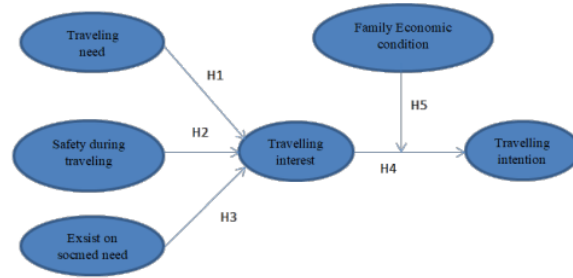 Traveling
need
Family Economic
condition
H1
H5
H2
Safety during
traveling
Travelling
interest
H4
Travelling
intention
H3
Exsist on
socmed need